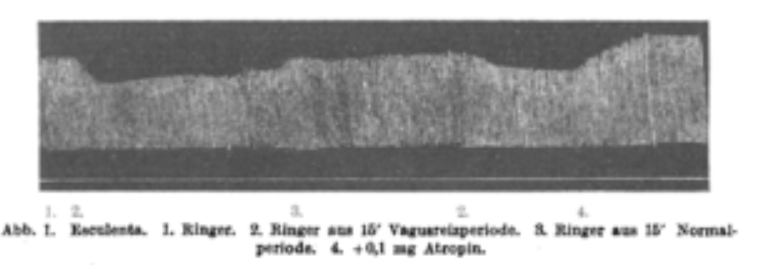 1. 2. 3. 2. 4.
Abb. 1. Esculenta. 1. Ringer. 2. Ringer aus 15' Vagusreizperiode. 3. Ringer aus 15' Normal-
periode. 4. +0,1 mg Atropin.